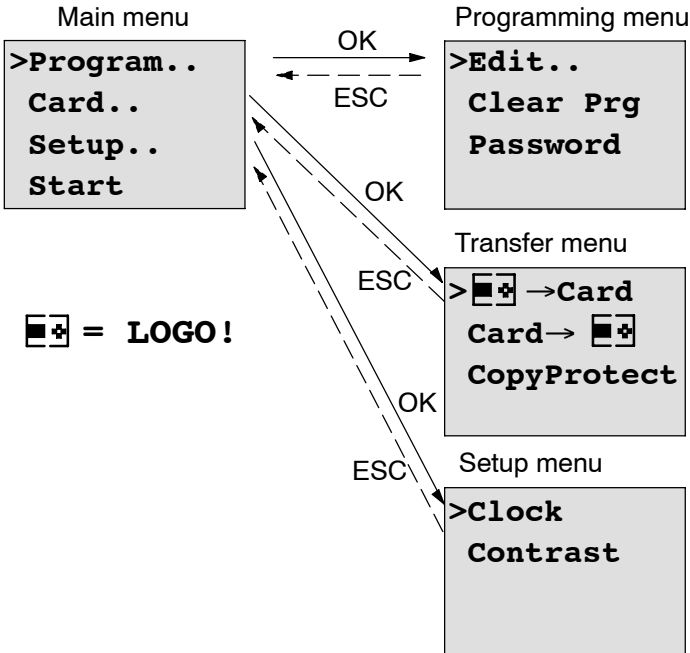 Main menu
>Program..
Card..
Setup..
Start
OK
ESC
Programming menu
>Edit..
Clear Prg
Password
OK
ESC
Transfer menu
> →Card
Card→
CopyProtect
= LOGO!
OK
ESC
Setup menu
>Clock
Contrast